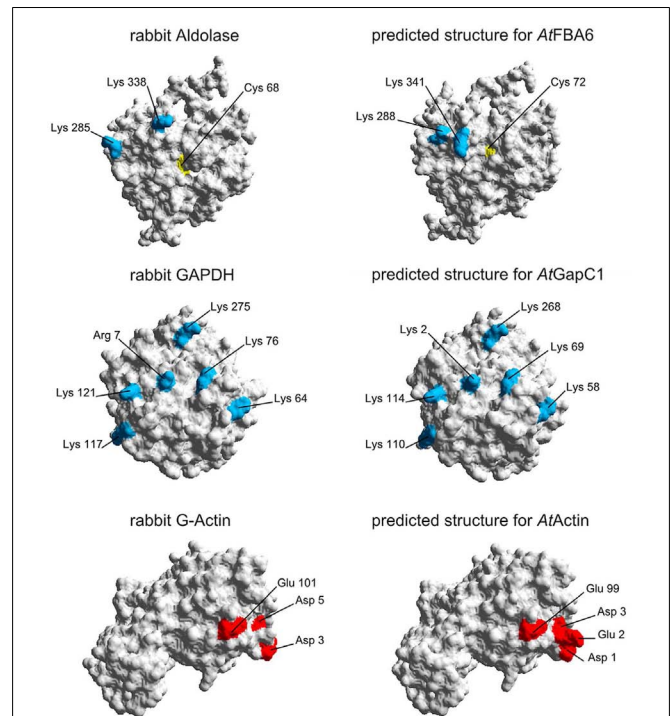 rabbit Aldolase
predicted structure for AtFBA6
Lys 338
Cys 68
Lys 285
Lys 341
Cys 72
Lys 288
rabbit GAPDH
predicted structure for AtGapC1
Lys 275
Arg 7
Lys 76
Lys 121
Lys 64
Lys 117
Lys 268
Lys 2
Lys 69
Lys 114
Lys 58
Lys 110
rabbit G-Actin
predicted structure for AtActin
Glu 101
Asp 5
Asp 3
Glu 99
Asp 3
Glu 2
Asp 1